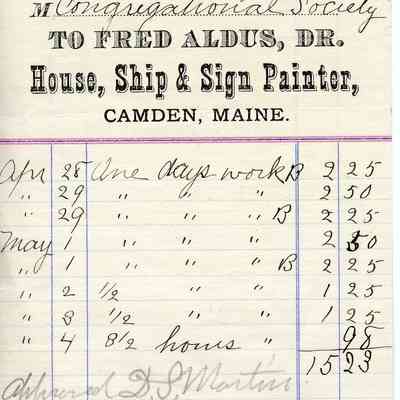 M Congregational Society
TO FRED ALDUS, DR.
House, Ship & Sign Painter,
CAMDEN, MAINE.
Apr 28 One days work B 2 25
" 29 " " " 2 50
" 29 " " " B 2 25
May 1 " " " 2 50
" 1 " " " B 2 25
" 2 1/2 " " 1 25
" 3 1/2 " " 1 25
" 4 3 1/2 hours " 98
15 23
Approved D. S. Martin